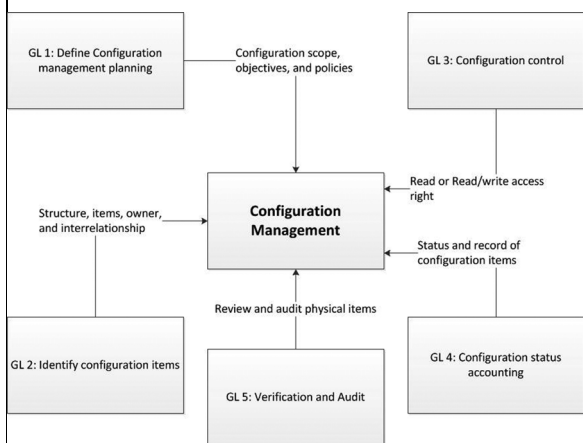 GL 1: Define Configuration
management planning
Configuration scope,
objectives, and policies
GL 3: Configuration control
Read or Read/write access
right
Configuration
Management
Structure, items, owner,
and interrelationship
Status and record of
configuration items
Review and audit physical items
GL 2: Identify configuration items
GL 5: Verification and Audit
GL 4: Configuration status
accounting